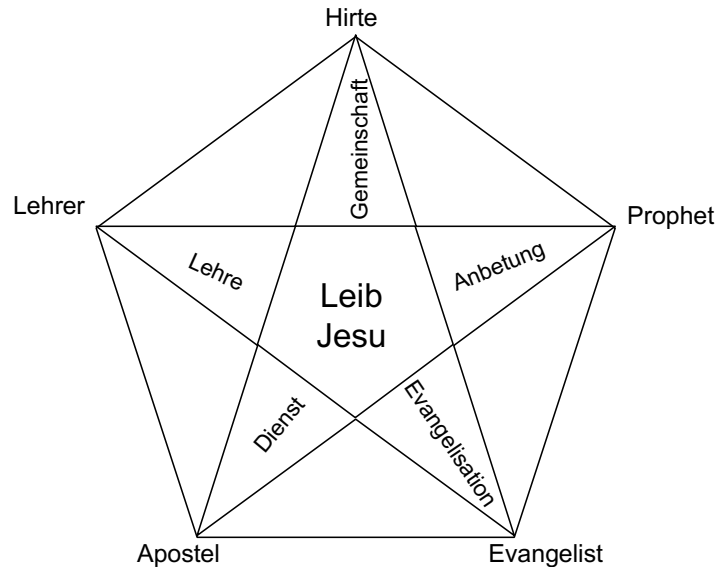 Hirte
Gemeinschaft
Lehrer
Prophet
Lehre
Anbetung
Leib
Jesu
Dienst
Evangelisation
Apostel
Evangelist